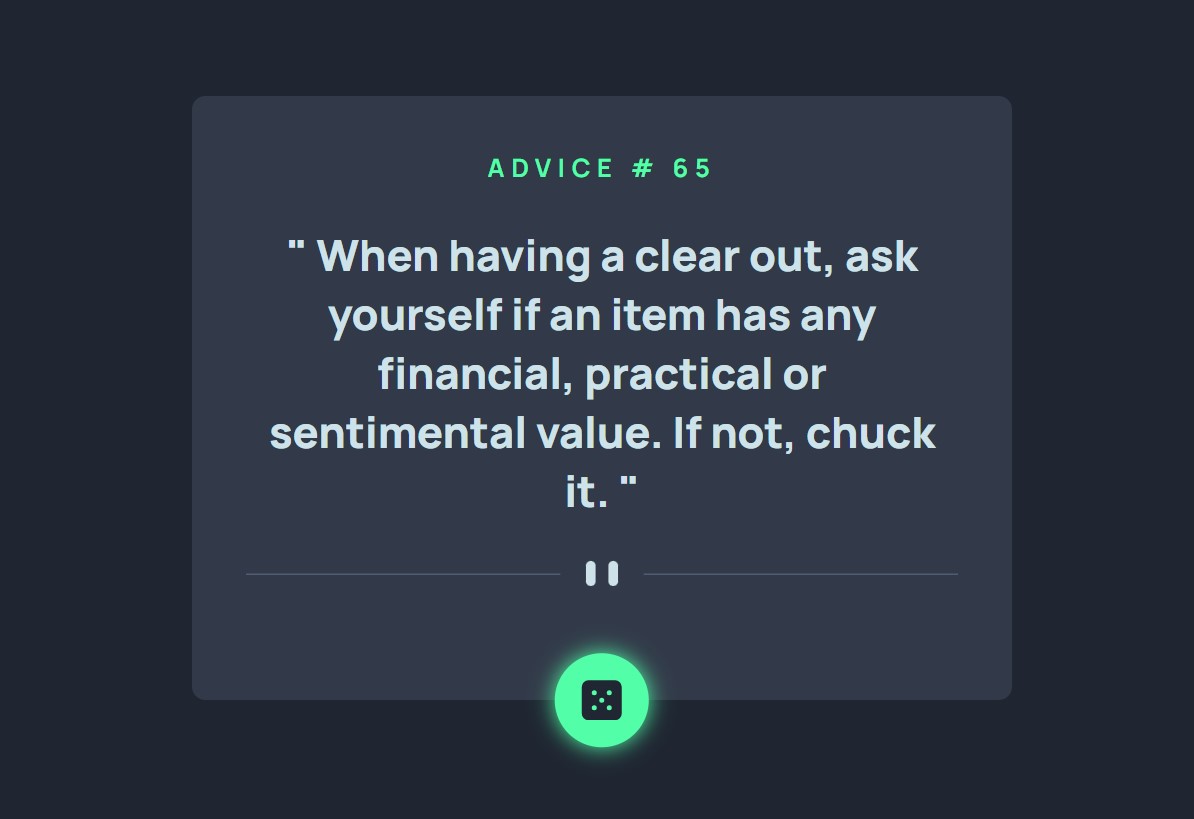 ADVICE # 65
" When having a clear out, ask
yourself if an item has any
financial, practical or
sentimental value. If not, chuck
it. "